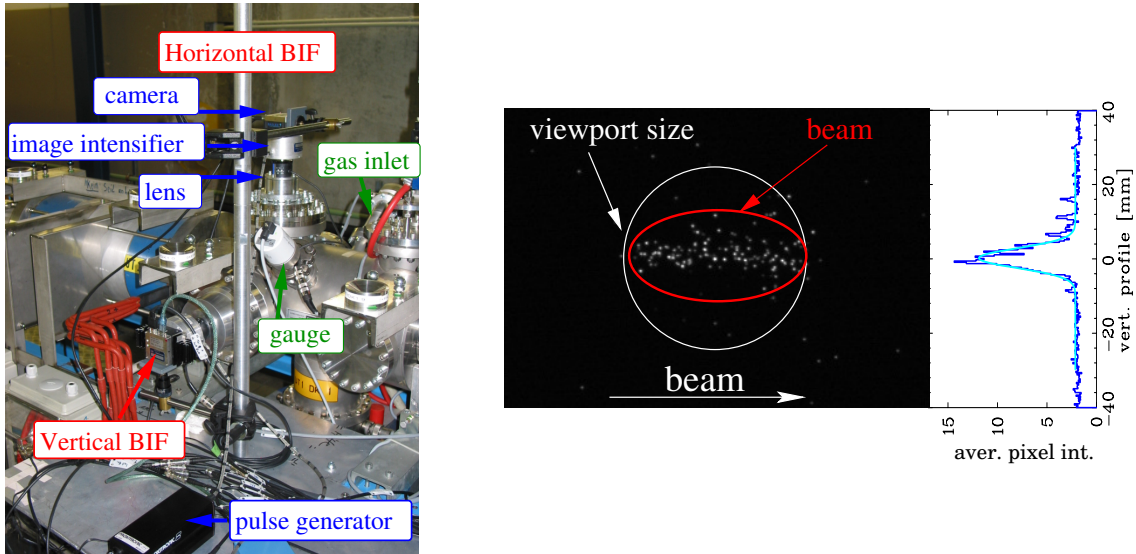 Horizontal BIF
camera
image intensifier
gas inlet
lens
gauge
Vertical BIF
pulse generator
viewport size
beam
beam
40
20
0
−20
−40
vert. profile [mm]
15
10
5
0
aver. pixel int.